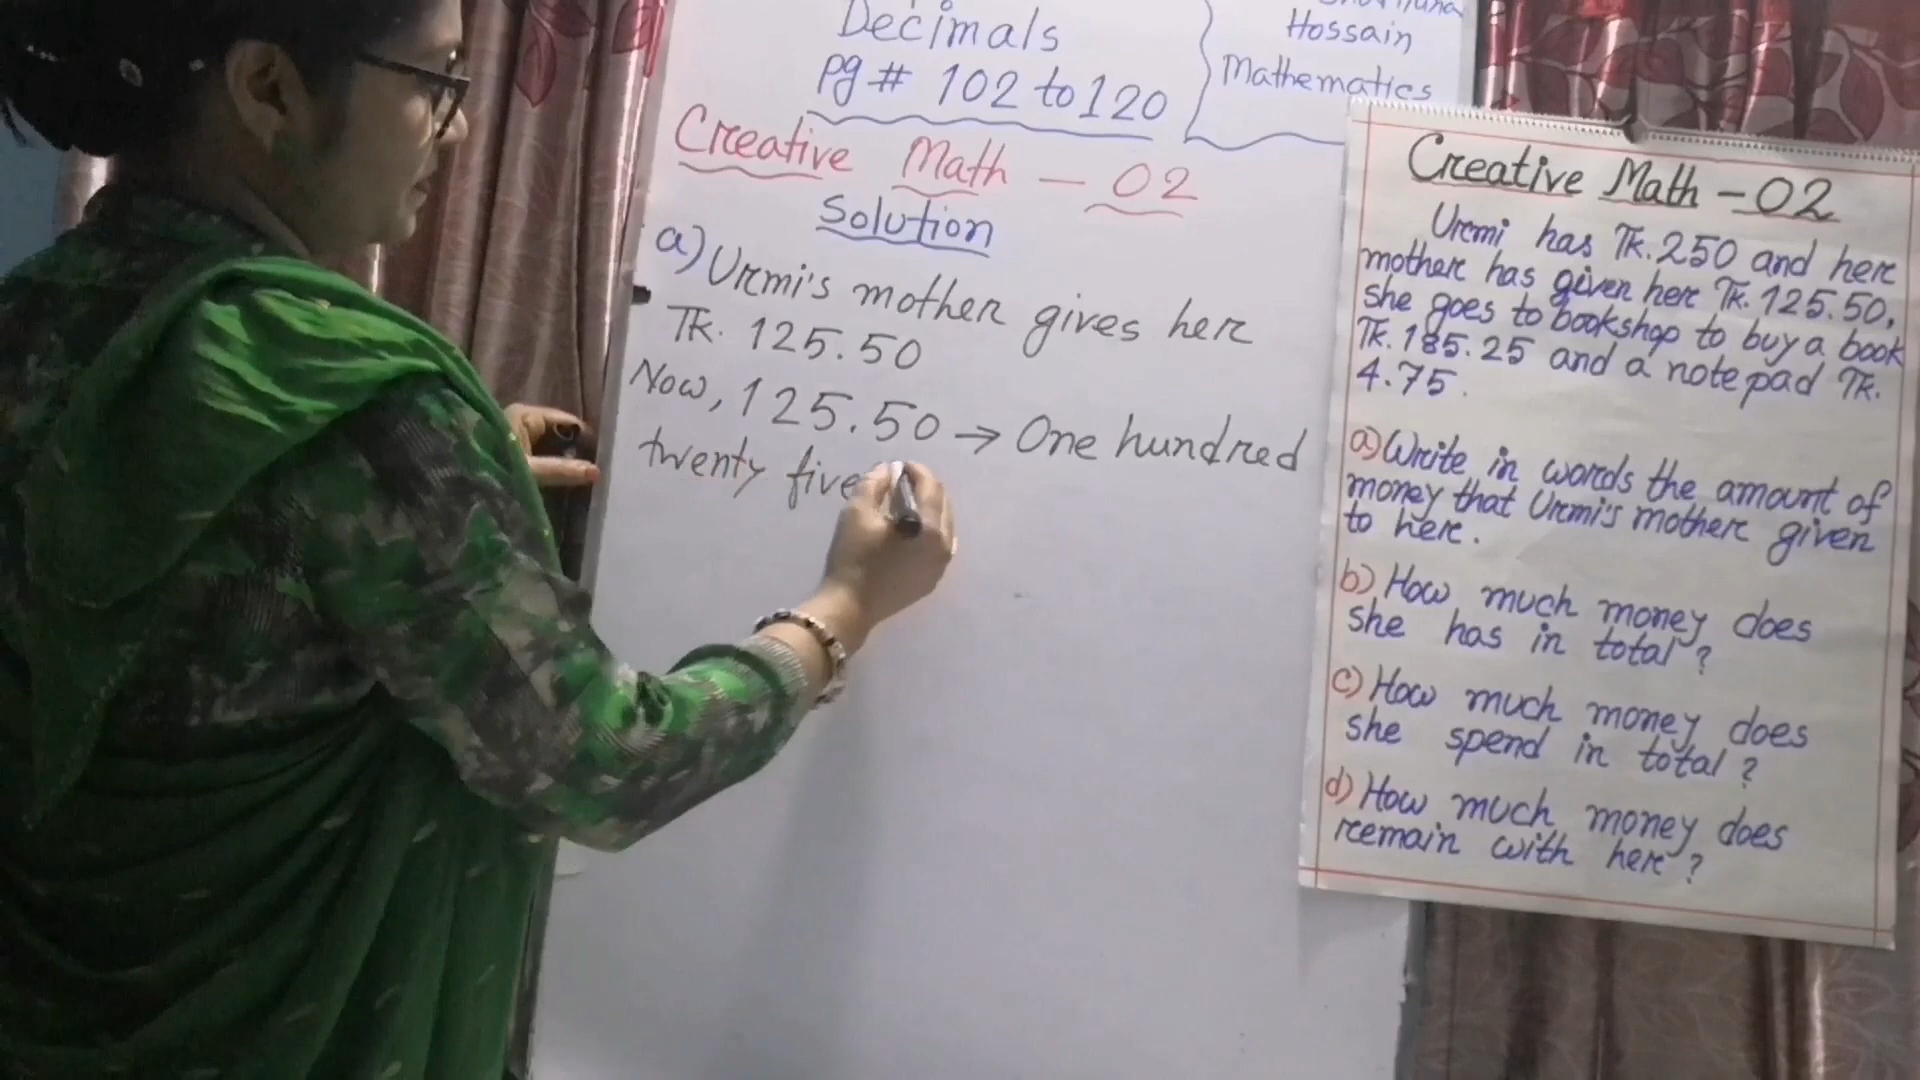 Decimals
pg # 102 to 120
Hossain
Mathematics
Creative Math - 02
Solution
a) Urmi's mother gives her
Tk. 125.50
Now, 125.50 → One hundred
twenty five
Creative Math - 02
Urmi has Tk. 250 and her
mother has given her Tk. 125.50.
She goes to bookshop to buy a book
Tk. 185.25 and a notepad Tk.
4.75.
a) Write in words the amount of
money that Urmi's mother given
to her.
b) How much money does
she has in total?
c) How much money does
she spend in total?
d) How much money does
remain with her?